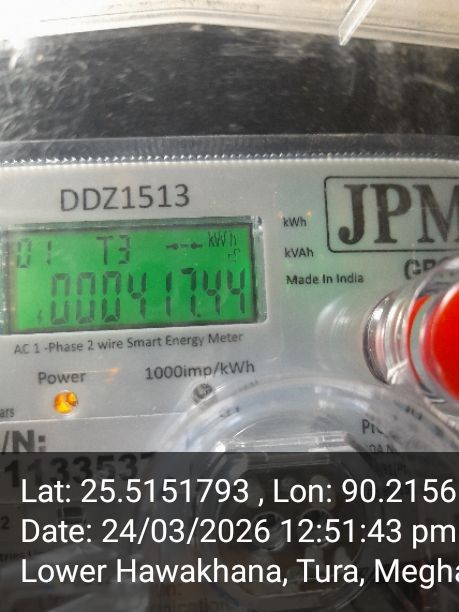 DDZ1513
01 T3 kWh
000417.44
kWh
kVAh
JPM
Made In India
AC 1 -Phase 2 wire Smart Energy Meter
Power
1000imp/kWh
/N:
Lat: 25.5151793 , Lon: 90.2156
Date: 24/03/2026 12:51:43 pm
Lower Hawakhana, Tura, Megha